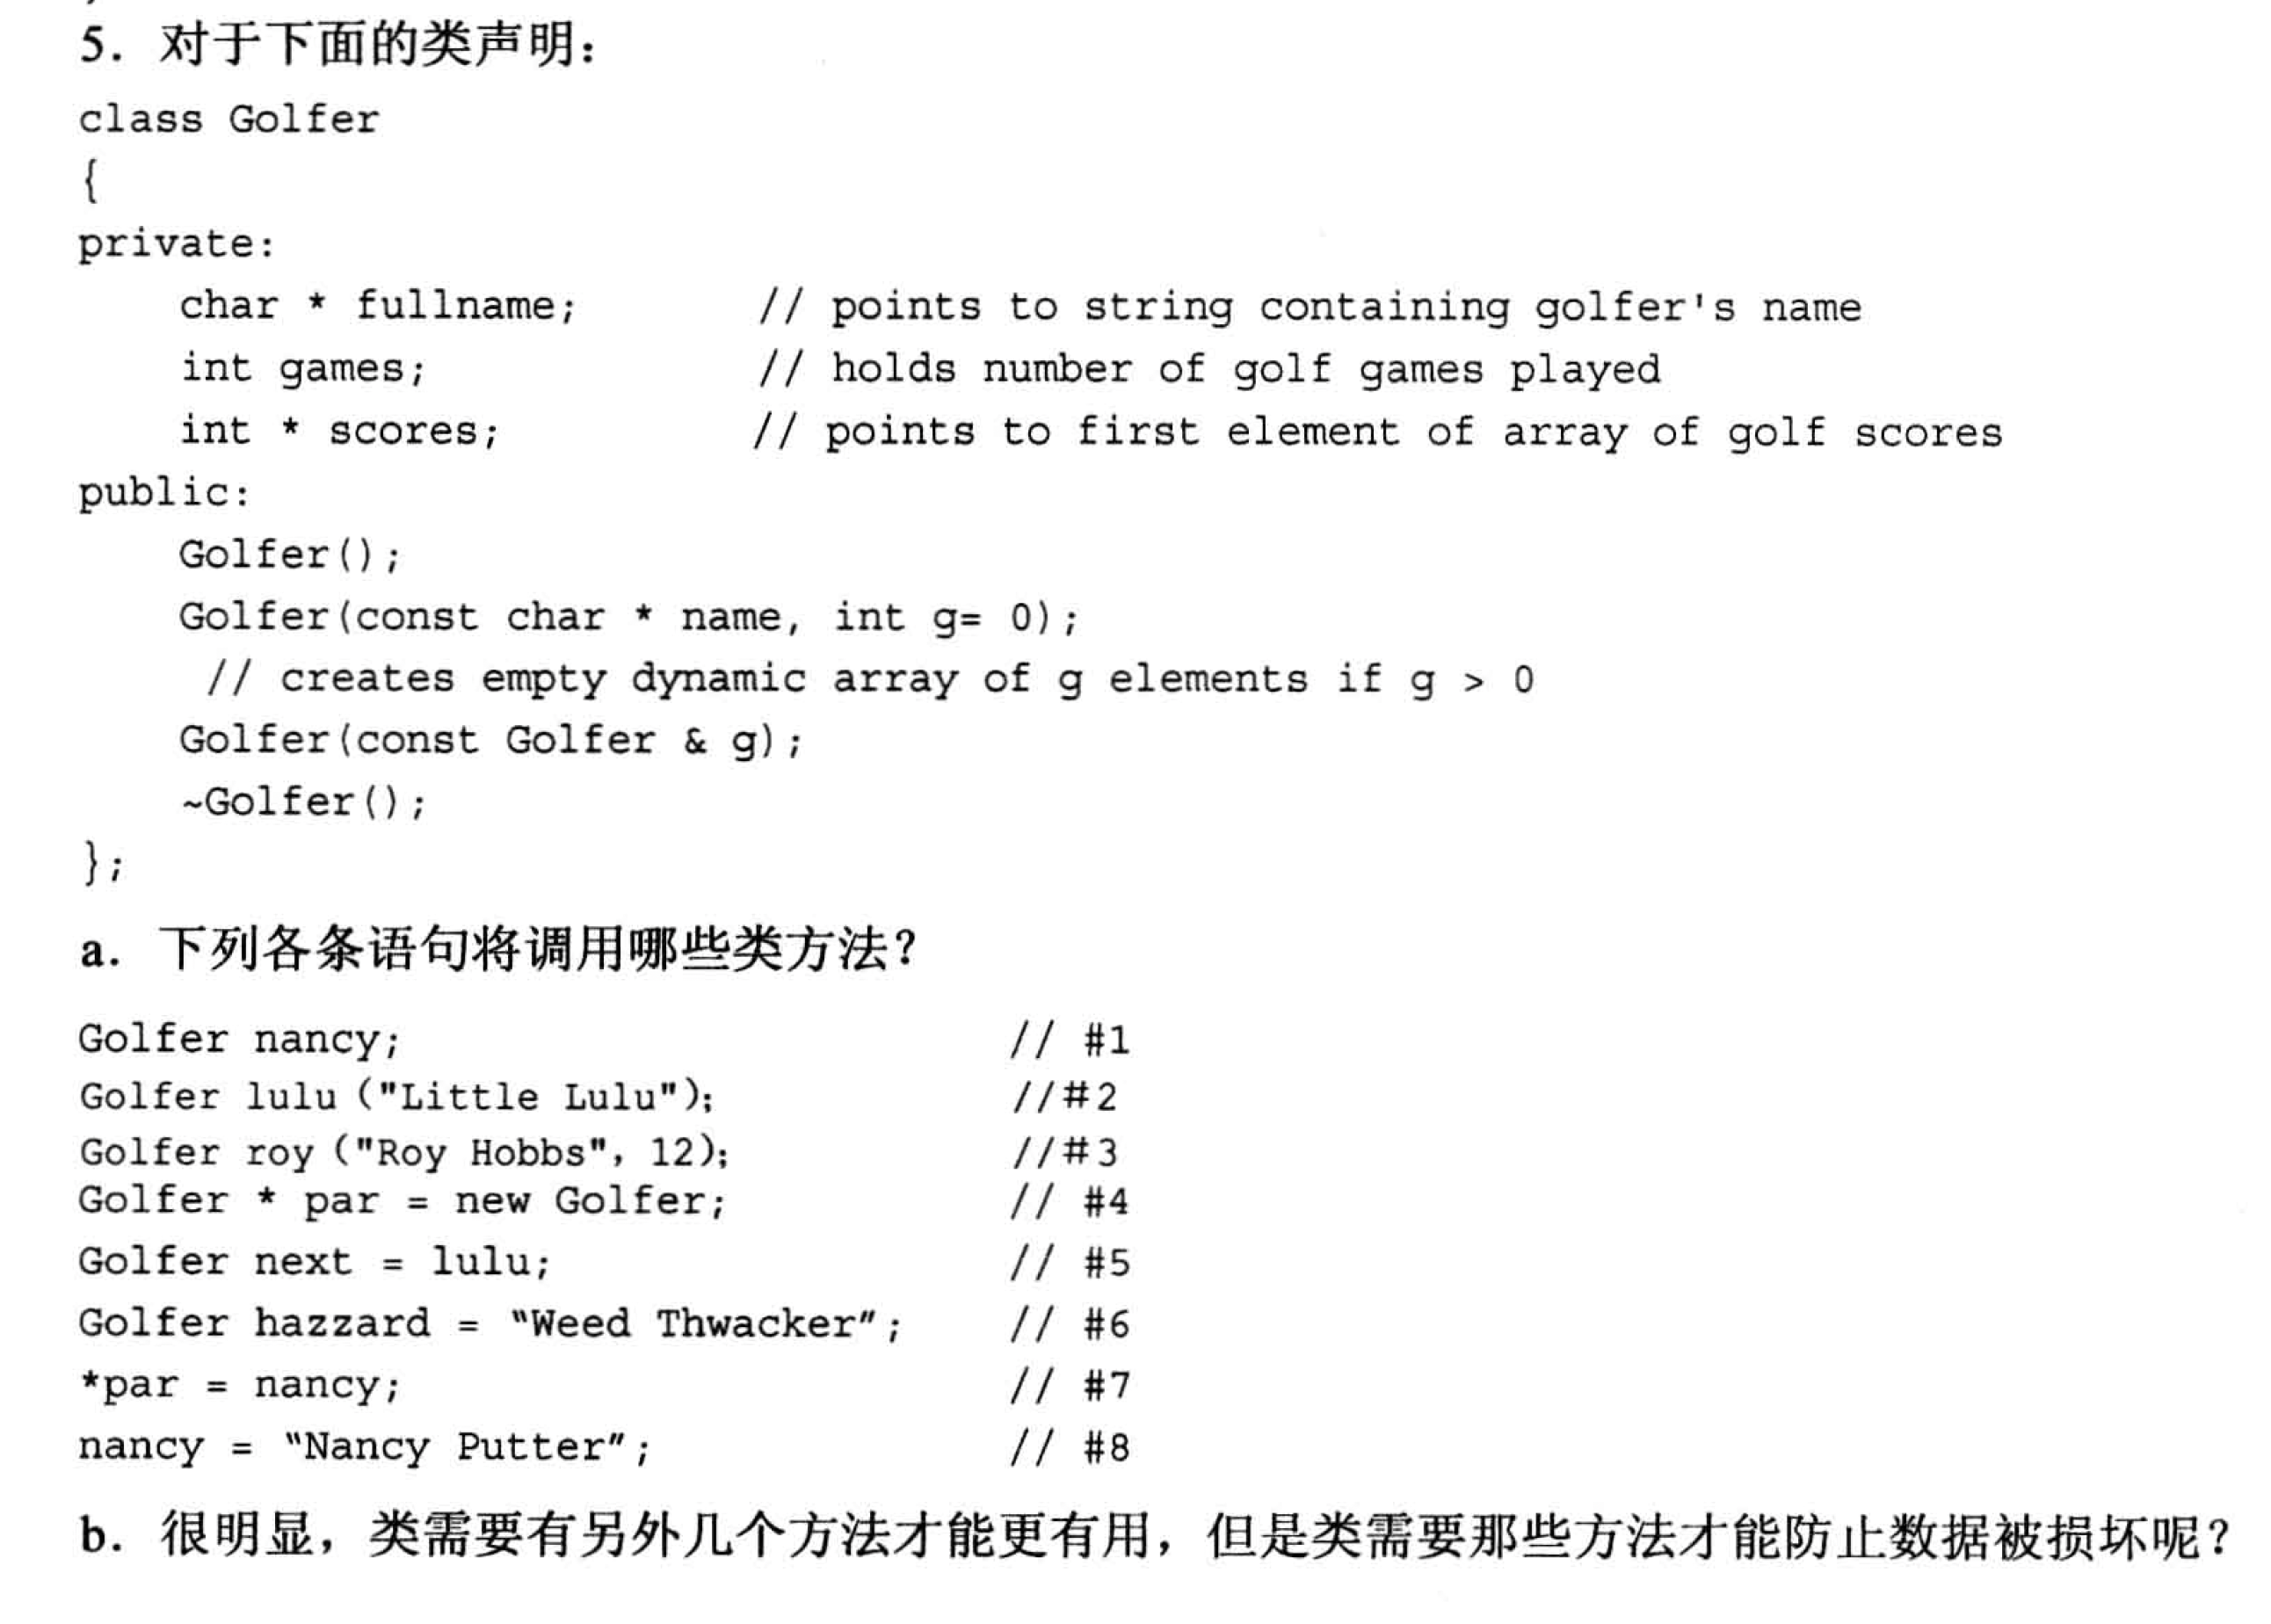 5. 对于下面的类声明：
class Golfer
{
private:
    char * fullname;        // points to string containing golfer's name
    int games;              // holds number of golf games played
    int * scores;           // points to first element of array of golf scores
public:
    Golfer();
    Golfer(const char * name, int g= 0);
     // creates empty dynamic array of g elements if g > 0
    Golfer(const Golfer & g);
    ~Golfer();
};
a. 下列各条语句将调用哪些类方法？
Golfer nancy;                       // #1
Golfer lulu ("Little Lulu");        //#2
Golfer roy ("Roy Hobbs", 12);       //#3
Golfer * par = new Golfer;          // #4
Golfer next = lulu;                 // #5
Golfer hazzard = “Weed Thwacker”;   // #6
*par = nancy;                       // #7
nancy = “Nancy Putter”;             // #8
b. 很明显，类需要有另外几个方法才能更有用，但是类需要那些方法才能防止数据被损坏呢？